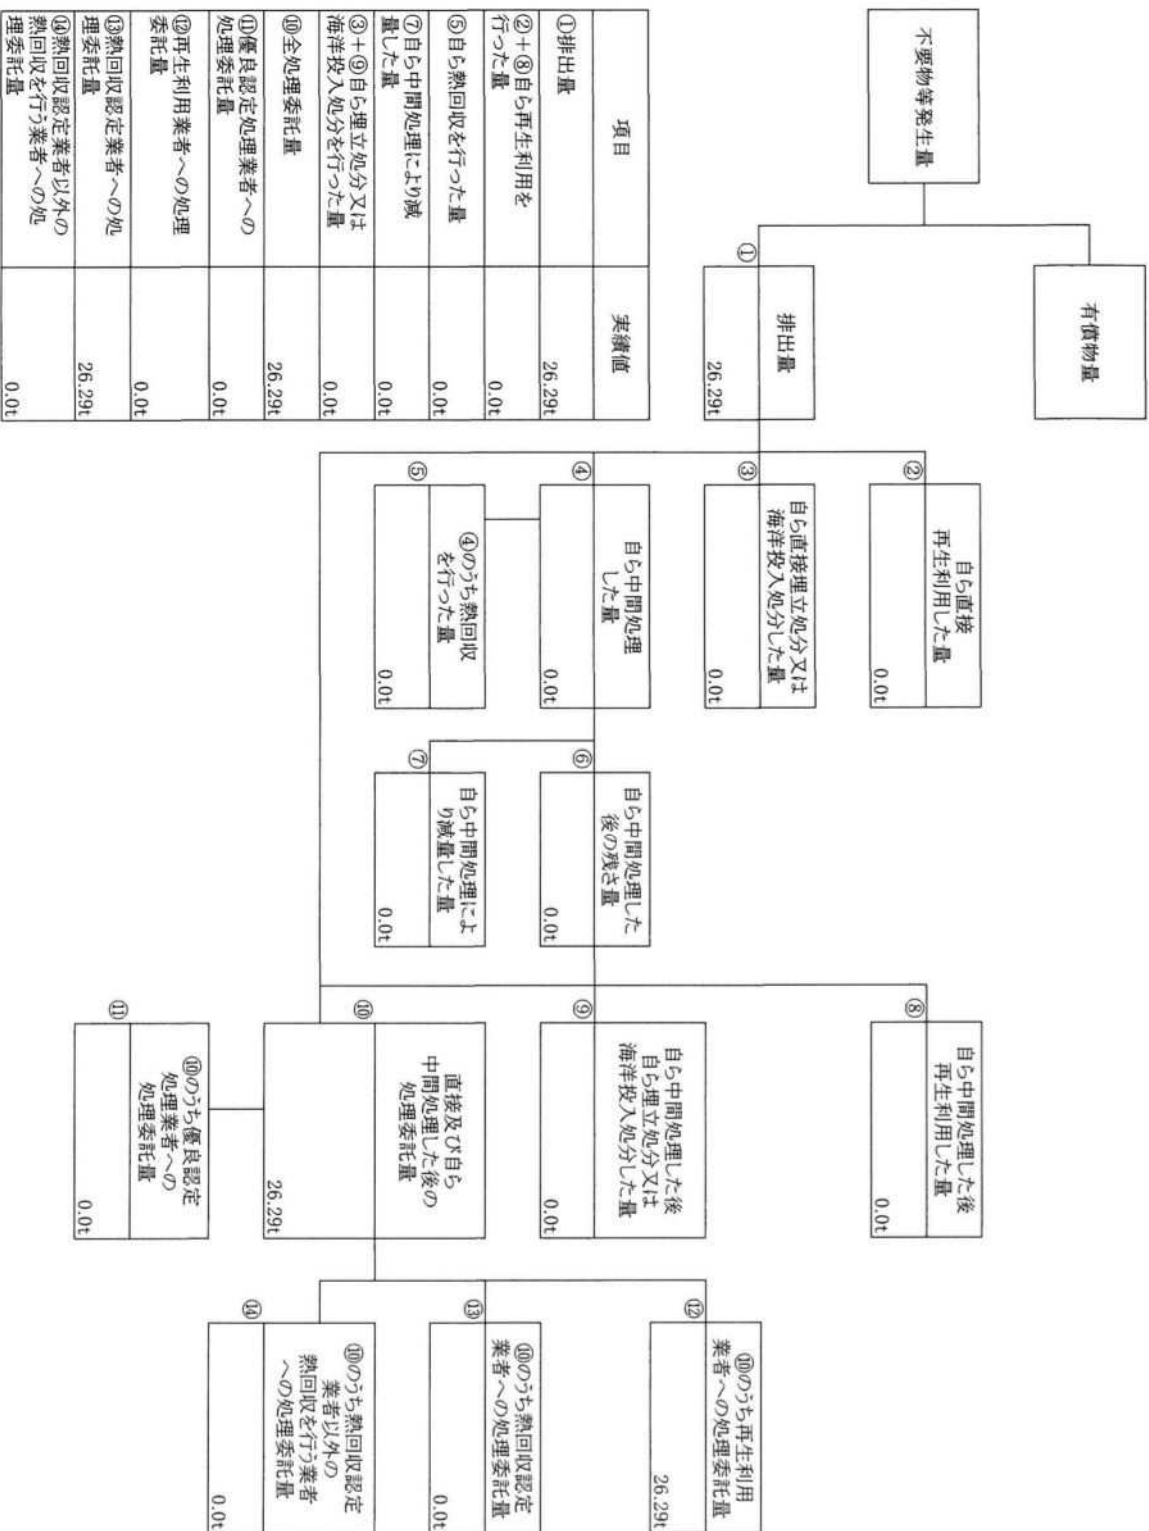 不要物等発生量
有償物量
①
排出量
26.29t
②
自ら直接
再生利用した量
0.0t
③
自ら直接埋立処分又は
海洋投入処分した量
0.0t
④
自ら中間処理
した量
0.0t
⑤
④のうち熱回収
を行った量
0.0t
⑥
自ら中間処理した
後の残さ量
0.0t
⑦
自ら中間処理によ
り減量した量
0.0t
⑧
自ら中間処理した後
再生利用した量
0.0t
⑨
自ら中間処理した後
自ら埋立処分又は
海洋投入処分した量
0.0t
⑩
直接及び自ら
中間処理した後の
処理委託量
26.29t
⑪
⑩のうち優良認定
処理業者への
処理委託量
0.0t
⑫
⑩のうち再生利用
業者への処理委託量
26.29t
⑬
⑩のうち熱回収認定
業者への処理委託量
0.0t
⑭
⑩のうち熱回収認定
業者以外の
熱回収を行う業者
への処理委託量
0.0t
項目
実績値
①排出量
26.29t
②+⑧自ら再生利用を
行った量
0.0t
⑤自ら熱回収を行った量
0.0t
⑦自ら中間処理により減
量した量
0.0t
③+⑨自ら埋立処分又は
海洋投入処分を行った量
0.0t
⑩全処理委託量
26.29t
⑪優良認定処理業者への
処理委託量
0.0t
⑫再生利用業者への処理
委託量
0.0t
⑬熱回収認定業者への処
理委託量
26.29t
⑭熱回収認定業者以外の
熱回収を行う業者への処
理委託量
0.0t